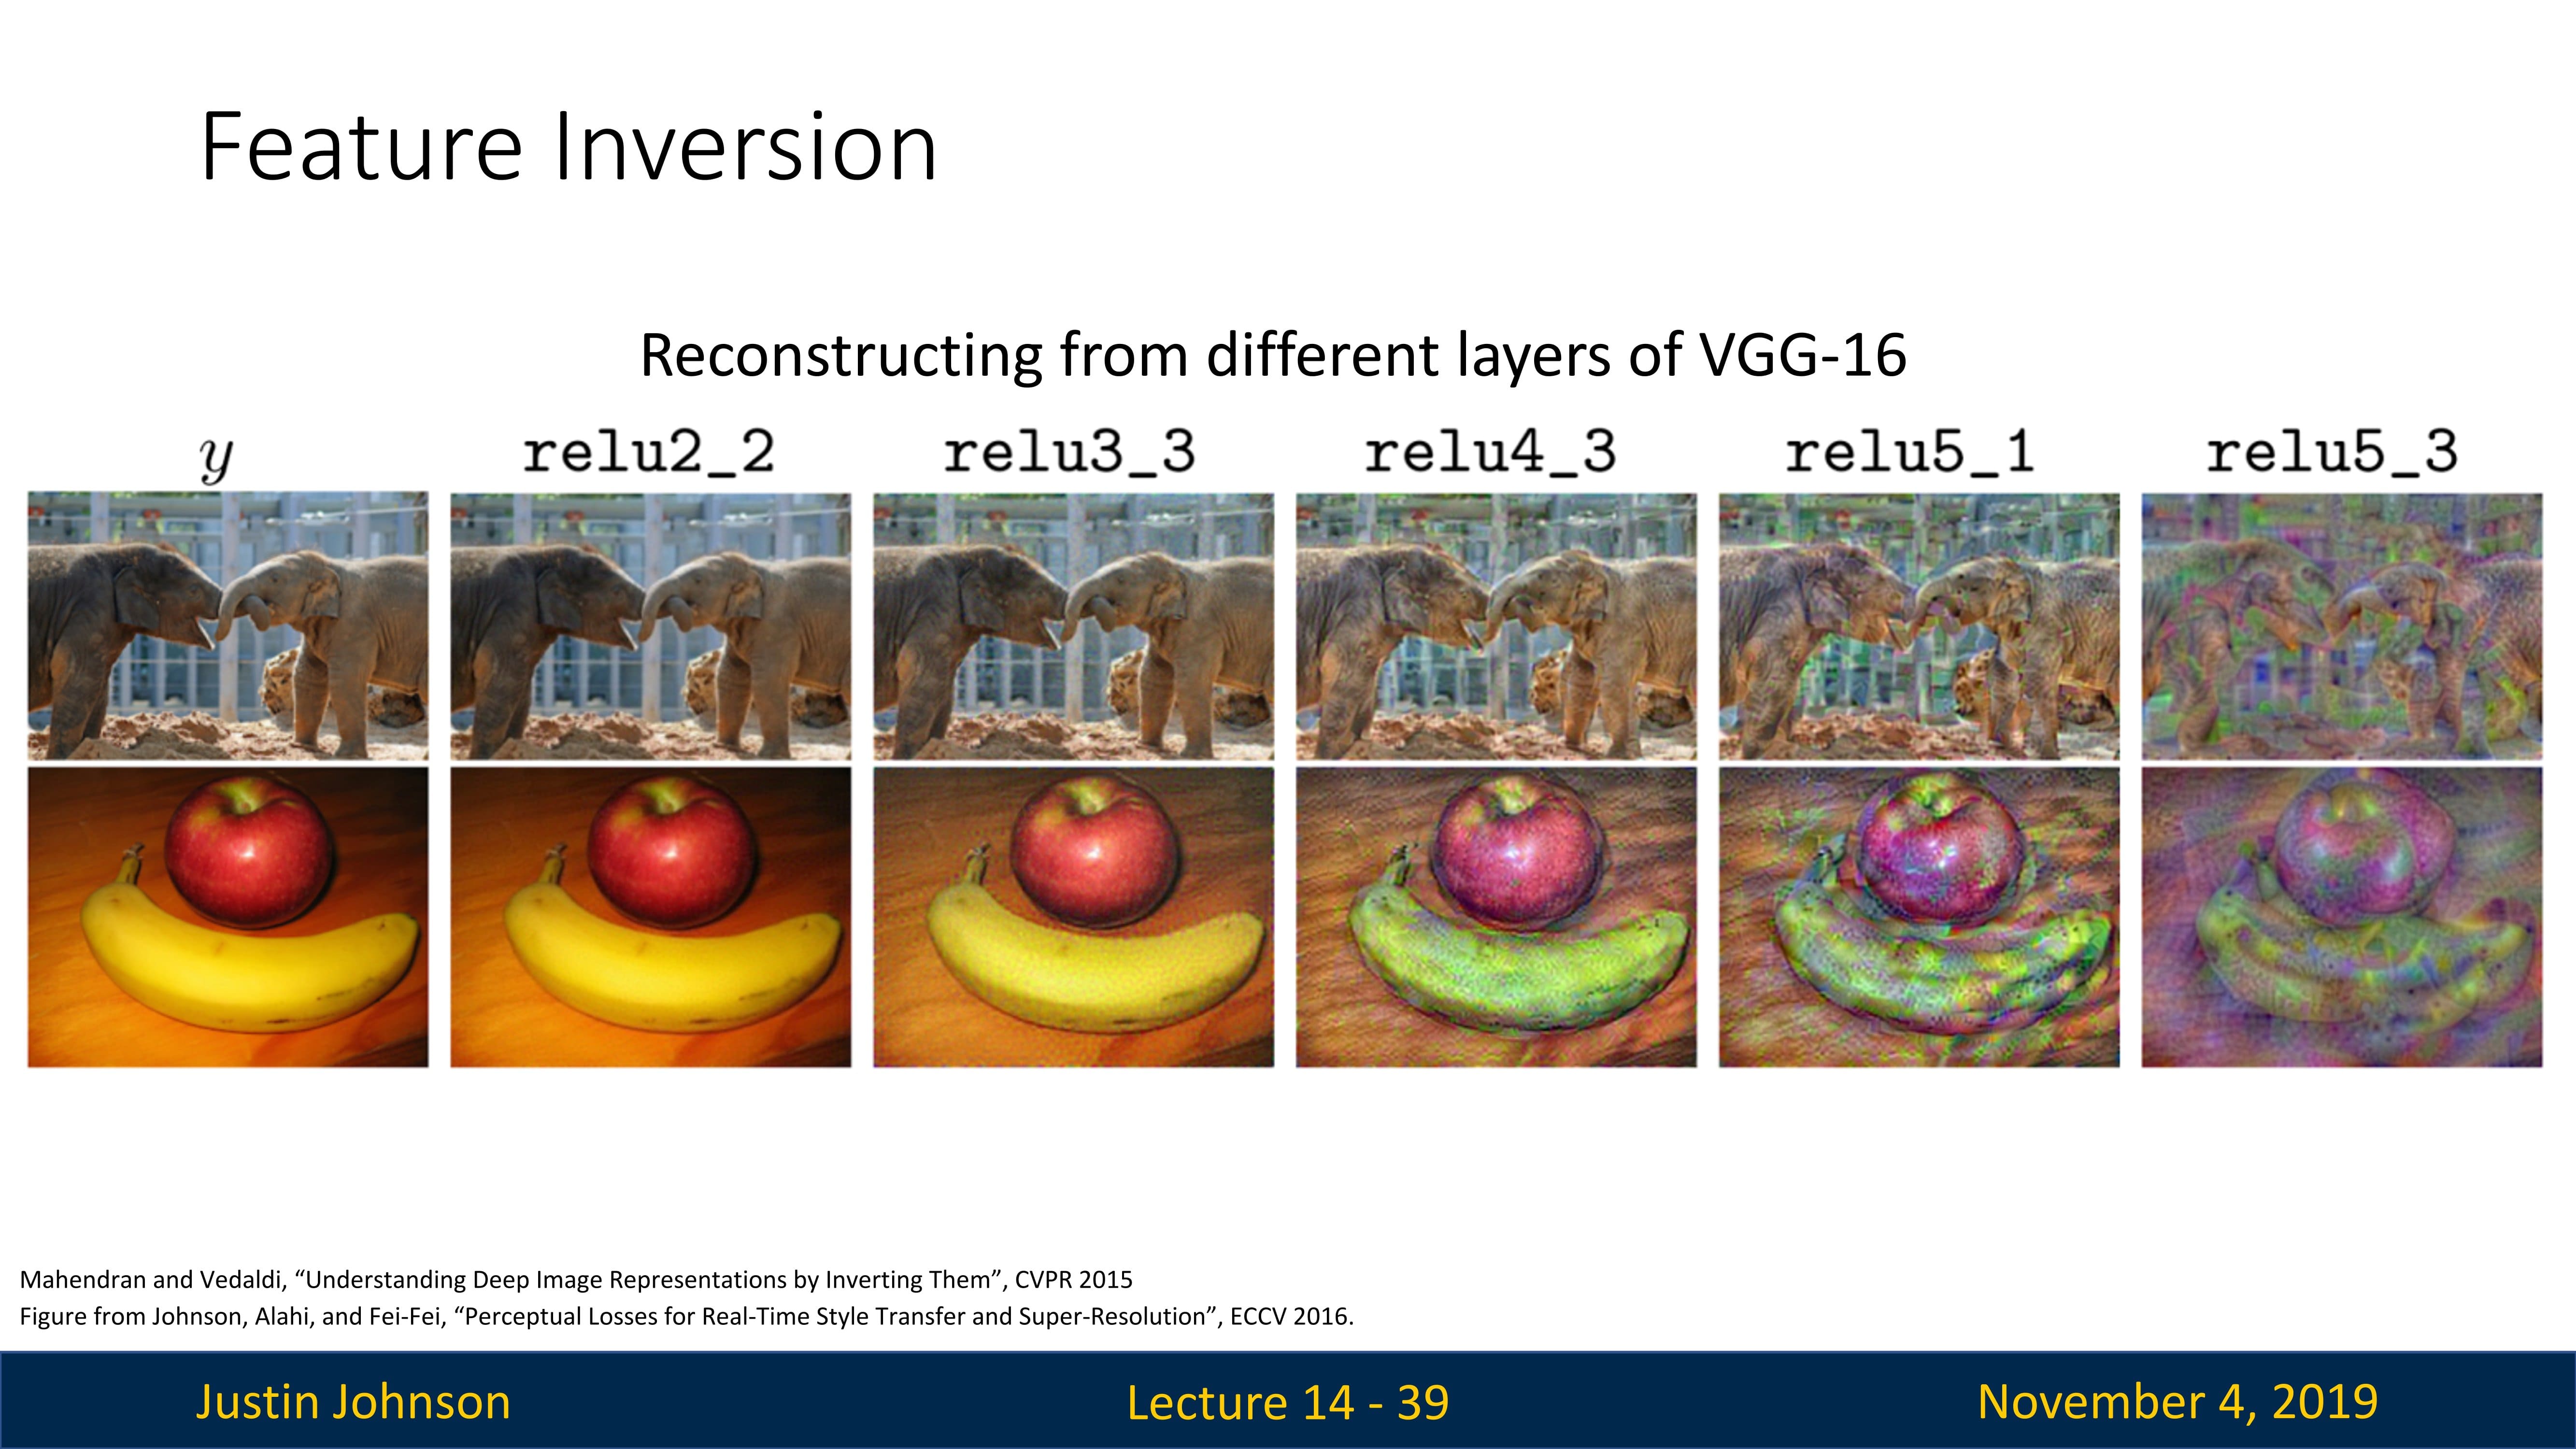 Feature Inversion
Reconstructing from different layers of VGG-16
y relu2_2 relu3_3 relu4_3 relu5_1 relu5_3
Mahendran and Vedaldi, “Understanding Deep Image Representations by Inverting Them”, CVPR 2015
Figure from Johnson, Alahi, and Fei-Fei, “Perceptual Losses for Real-Time Style Transfer and Super-Resolution”, ECCV 2016.
Justin Johnson Lecture 14 - 39 November 4, 2019